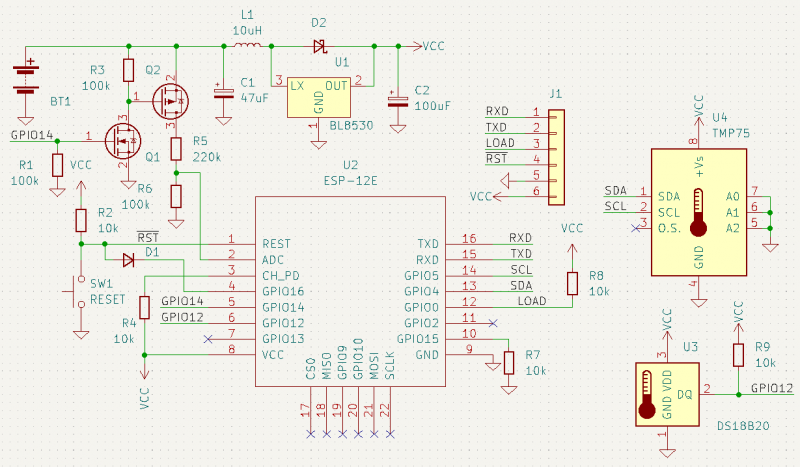 L1
10uH
D2
VCC
U1
3
LX
OUT
2
GND
1
BL8530
C1
47uF
C2
100uF
BT1
R3
100k
Q2
1
2
3
GPIO14
1
3
2
Q1
R1
100k
R5
220k
R6
100k
VCC
R2
10k
RST
D1
SW1
RESET
R4
10k
VCC
GPIO14
GPIO12
U2
ESP-12E
1 REST
2 ADC
3 CH_PD
4 GPIO16
5 GPIO14
6 GPIO12
7 GPIO13
8 VCC
TXD 16 RXD
RXD 15 TXD
GPIO5 14 SCL
GPIO4 13 SDA
GPIO0 12 LOAD
GPIO2 11
GPIO15 10
GND 9
CS0
MISO
GPIO9
GPIO10
MOSI
SCLK
17
18
19
20
21
22
R7
10k
VCC
R8
10k
J1
RXD 1
TXD 2
LOAD 3
RST 4
5
VCC 6
VCC
U4
TMP75
8
+Vs
SDA 1 SDA
SCL 2 SCL
3 O.S.
A0 7
A1 6
A2 5
GND
4
VCC
U3
3
VDD
GND
DQ
2
1
DS18B20
VCC
R9
10k
GPIO12